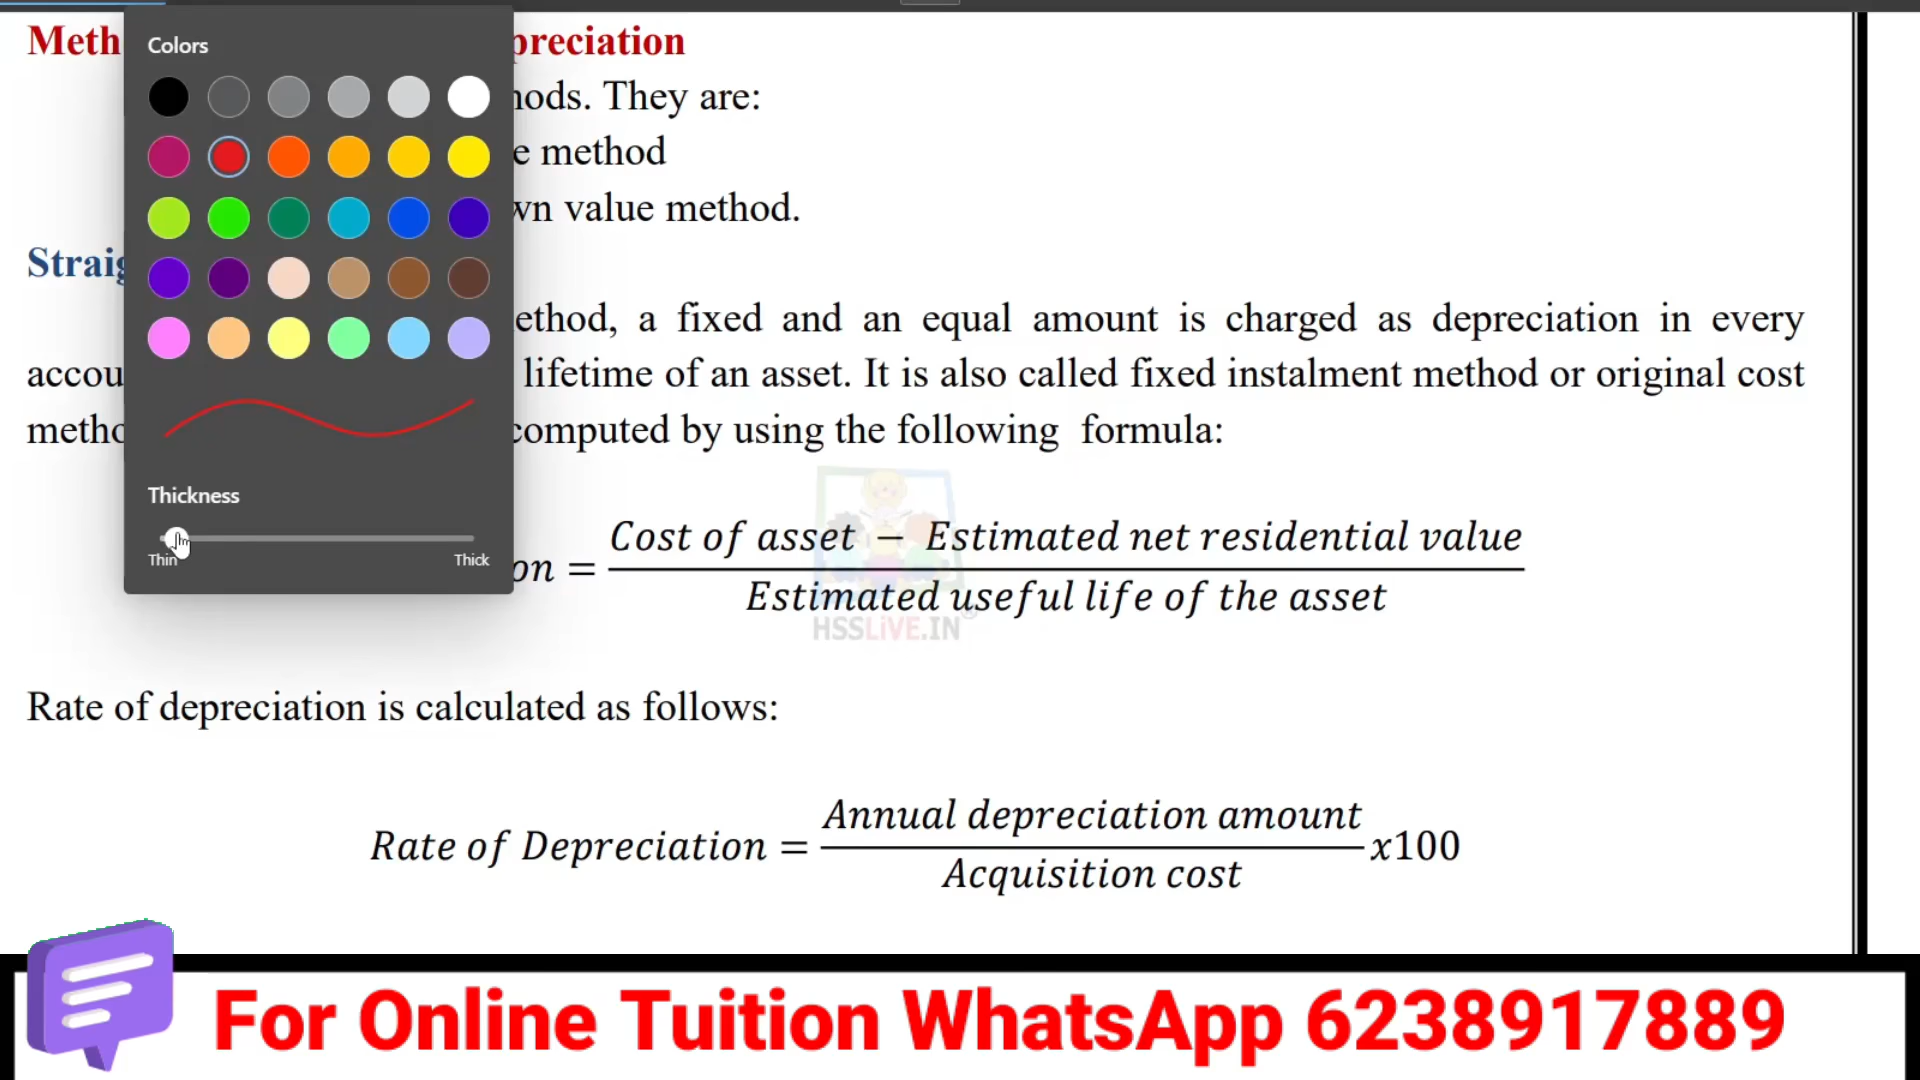 Meth preciation
Colors
hods. They are:
e method
wn value method.
Straig
ethod, a fixed and an equal amount is charged as depreciation in every
accou lifetime of an asset. It is also called fixed instalment method or original cost
metho computed by using the following formula:
Thickness
Thin Thick
on = Cost of asset − Estimated net residential value
Estimated useful life of the asset
HSSLiVE.IN
Rate of depreciation is calculated as follows:
Rate of Depreciation = Annual depreciation amount x100
Acquisition cost
For Online Tuition WhatsApp 6238917889